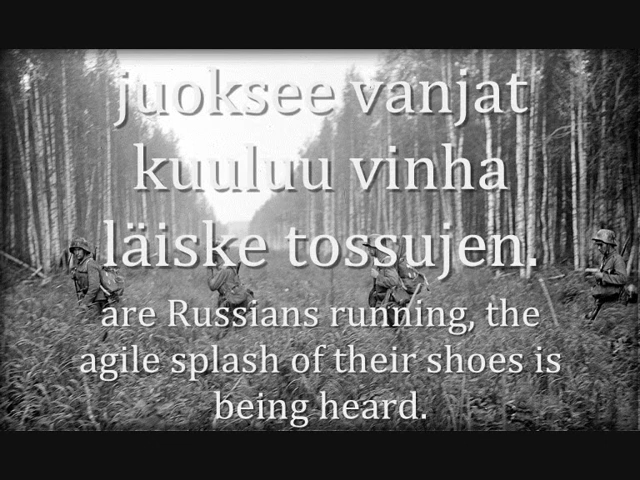 juoksee vanjat
kuuluu vinha
läiske tossujen.
are Russians running, the
agile splash of their shoes is
being heard.